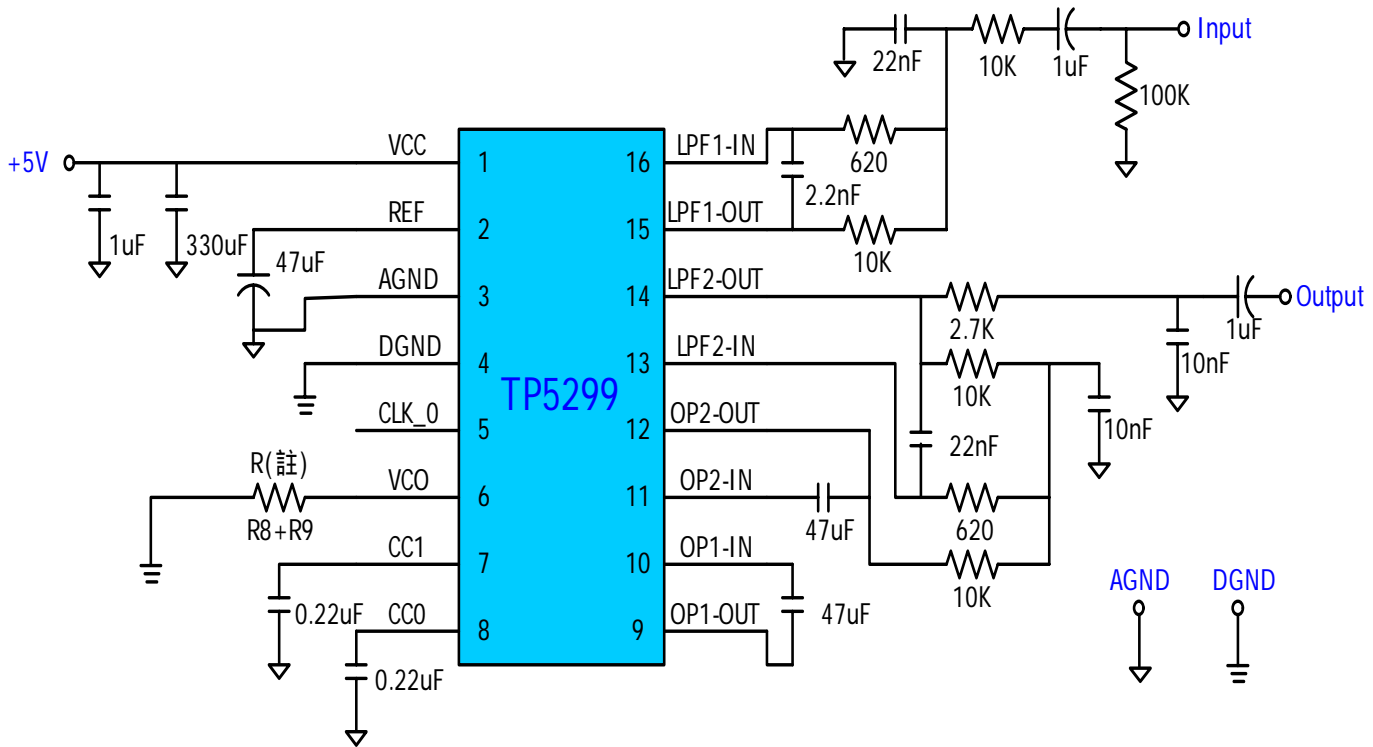 Input
22nF
10K
1uF
100K
+5V
VCC
1
16
LPF1-IN
620
2.2nF
REF
2
15
LPF1-OUT
10K
1uF
330uF
47uF
AGND
3
14
LPF2-OUT
2.7K
1uF
Output
DGND
4
13
LPF2-IN
10K
10nF
TP5299
CLK_0
5
12
OP2-OUT
22nF
10nF
R(註)
VCO
6
11
OP2-IN
R8+R9
47uF
620
CC1
7
10
OP1-IN
10K
AGND
DGND
0.22uF
CC0
8
9
OP1-OUT
47uF
0.22uF